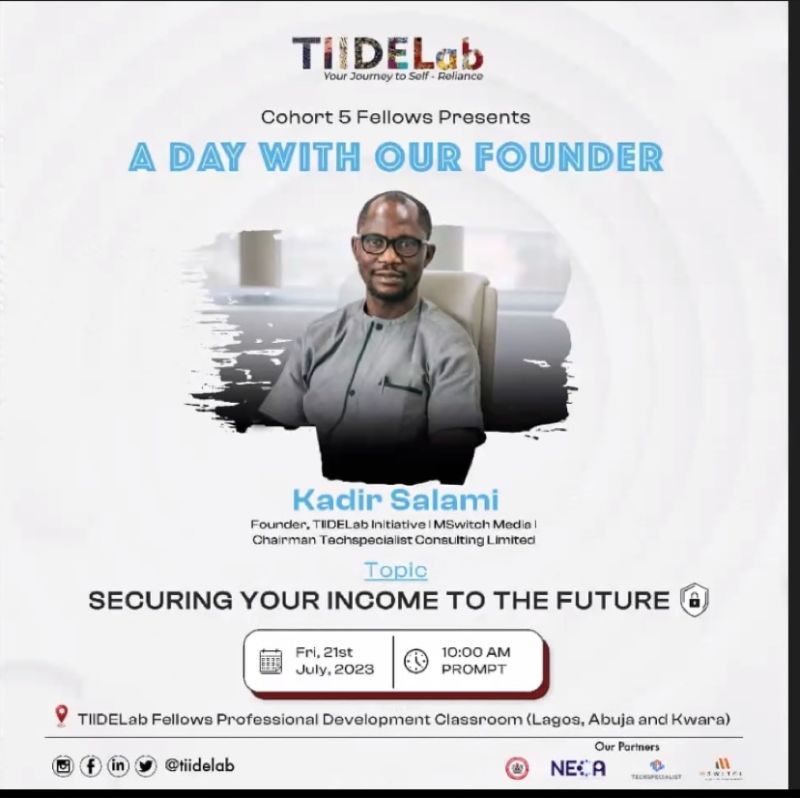 TIIDELab
Your Journey to Self - Reliance
Cohort 5 Fellows Presents
A DAY WITH OUR FOUNDER
Kadir Salami
Founder, TIIDELab Initiative | MSwitch Media |
Chairman Techspecialist Consulting Limited
Topic
SECURING YOUR INCOME TO THE FUTURE
Fri, 21st
July, 2023
10:00 AM
PROMPT
TIIDELab Fellows Professional Development Classroom (Lagos, Abuja and Kwara)
Our Partners
@tiidelab
NECA
TECHSPECIALIST
MSWITCH